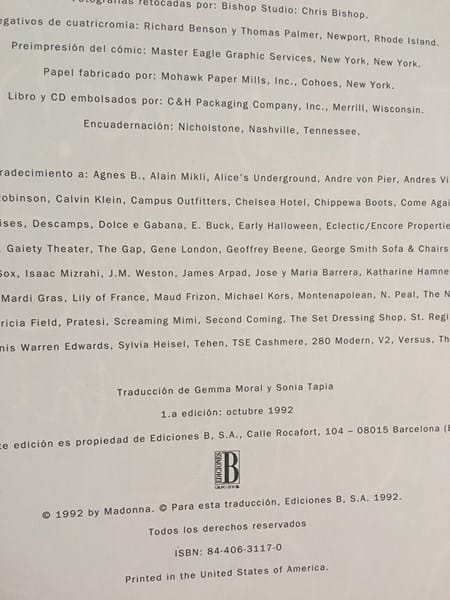 retocadas por: Bishop Studio: Chris Bishop.
egativos de cuatricromía: Richard Benson y Thomas Palmer, Newport, Rhode Island.
Preimpresión del cómic: Master Eagle Graphic Services, New York, New York.
Papel fabricado por: Mohawk Paper Mills, Inc., Cohoes, New York.
Libro y CD embolsados por: C&H Packaging Company, Inc., Merrill, Wisconsin.
Encuadernación: Nicholstone, Nashville, Tennessee.
radecimiento a: Agnes B., Alain Mikli, Alice's Underground, Andre von Pier, Andres Vi
obinson, Calvin Klein, Campus Outfitters, Chelsea Hotel, Chippewa Boots, Come Agai
ises, Descamps, Dolce e Gabana, E. Buck, Early Halloween, Eclectic/Encore Propertie
Gaiety Theater, The Gap, Gene London, Geoffrey Beene, George Smith Sofa & Chairs
Sox, Isaac Mizrahi, J.M. Weston, James Arpad, Jose y Maria Barrera, Katharine Hamne
Mardi Gras, Lily of France, Maud Frizon, Michael Kors, Montenapolean, N. Peal, The N
ricia Field, Pratesi, Screaming Mimi, Second Coming, The Set Dressing Shop, St. Regi
nis Warren Edwards, Sylvia Heisel, Tehen, TSE Cashmere, 280 Modern, V2, Versus, Th
Traducción de Gemma Moral y Sonia Tapia
1.a edición: octubre 1992
te edición es propiedad de Ediciones B, S.A., Calle Rocafort, 104 – 08015 Barcelona (E
EDICIONES B
GRUPO ZETA
© 1992 by Madonna. © Para esta traducción, Ediciones B, S.A. 1992.
Todos los derechos reservados
ISBN: 84-406-3117-0
Printed in the United States of America.